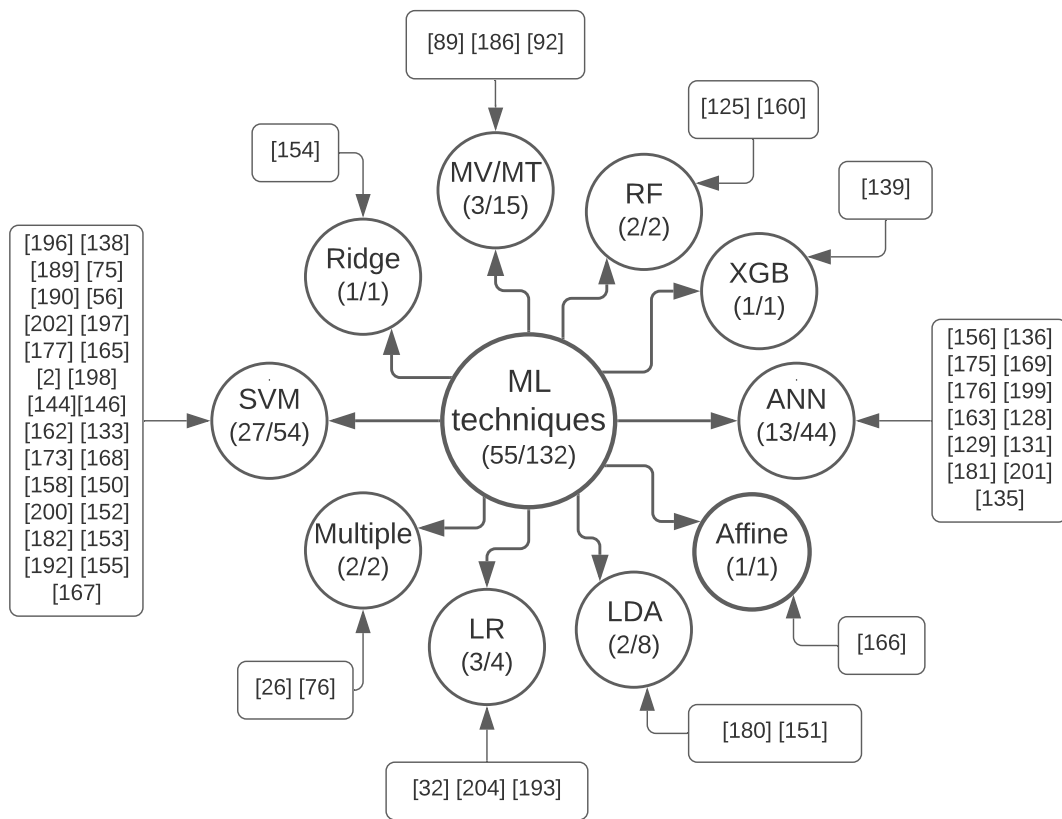 [89] [186] [92]
[125] [160]
[154]
MV/MT
(3/15)
RF
(2/2)
[139]
[196] [138]
[189] [75]
[190] [56]
[202] [197]
[177] [165]
[2] [198]
[144][146]
[162] [133]
[173] [168]
[158] [150]
[200] [152]
[182] [153]
[192] [155]
[167]
Ridge
(1/1)
XGB
(1/1)
ML
techniques
(55/132)
SVM
(27/54)
ANN
(13/44)
[156] [136]
[175] [169]
[176] [199]
[163] [128]
[129] [131]
[181] [201]
[135]
Multiple
(2/2)
Affine
(1/1)
LR
(3/4)
LDA
(2/8)
[166]
[26] [76]
[180] [151]
[32] [204] [193]